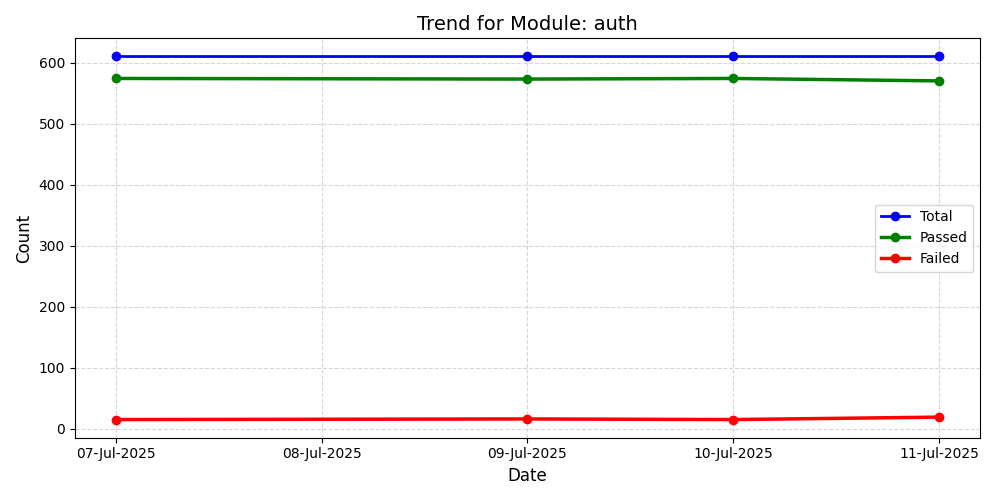 Trend for Module: auth
600
500
400
300
200
100
0
Count
Total
Passed
Failed
07-Jul-2025
08-Jul-2025
09-Jul-2025
10-Jul-2025
11-Jul-2025
Date